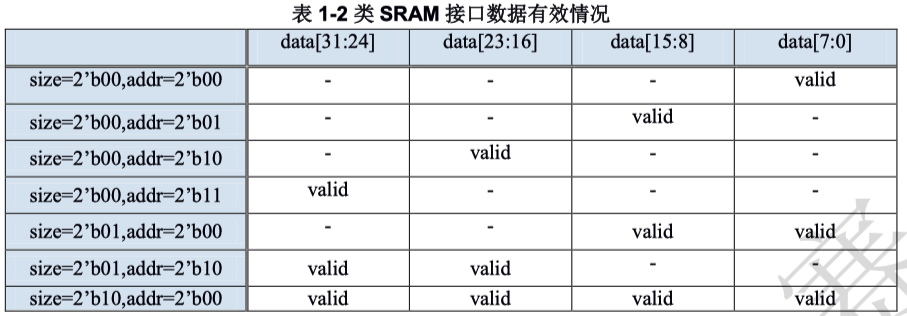 表 1-2 类 SRAM 接口数据有效情况
data[31:24] data[23:16] data[15:8] data[7:0]
size=2’b00,addr=2’b00 - - - valid
size=2’b00,addr=2’b01 - - valid -
size=2’b00,addr=2’b10 - valid - -
size=2’b00,addr=2’b11 valid - - -
size=2’b01,addr=2’b00 - - valid valid
size=2’b01,addr=2’b10 valid valid - -
size=2’b10,addr=2’b00 valid valid valid valid
赛